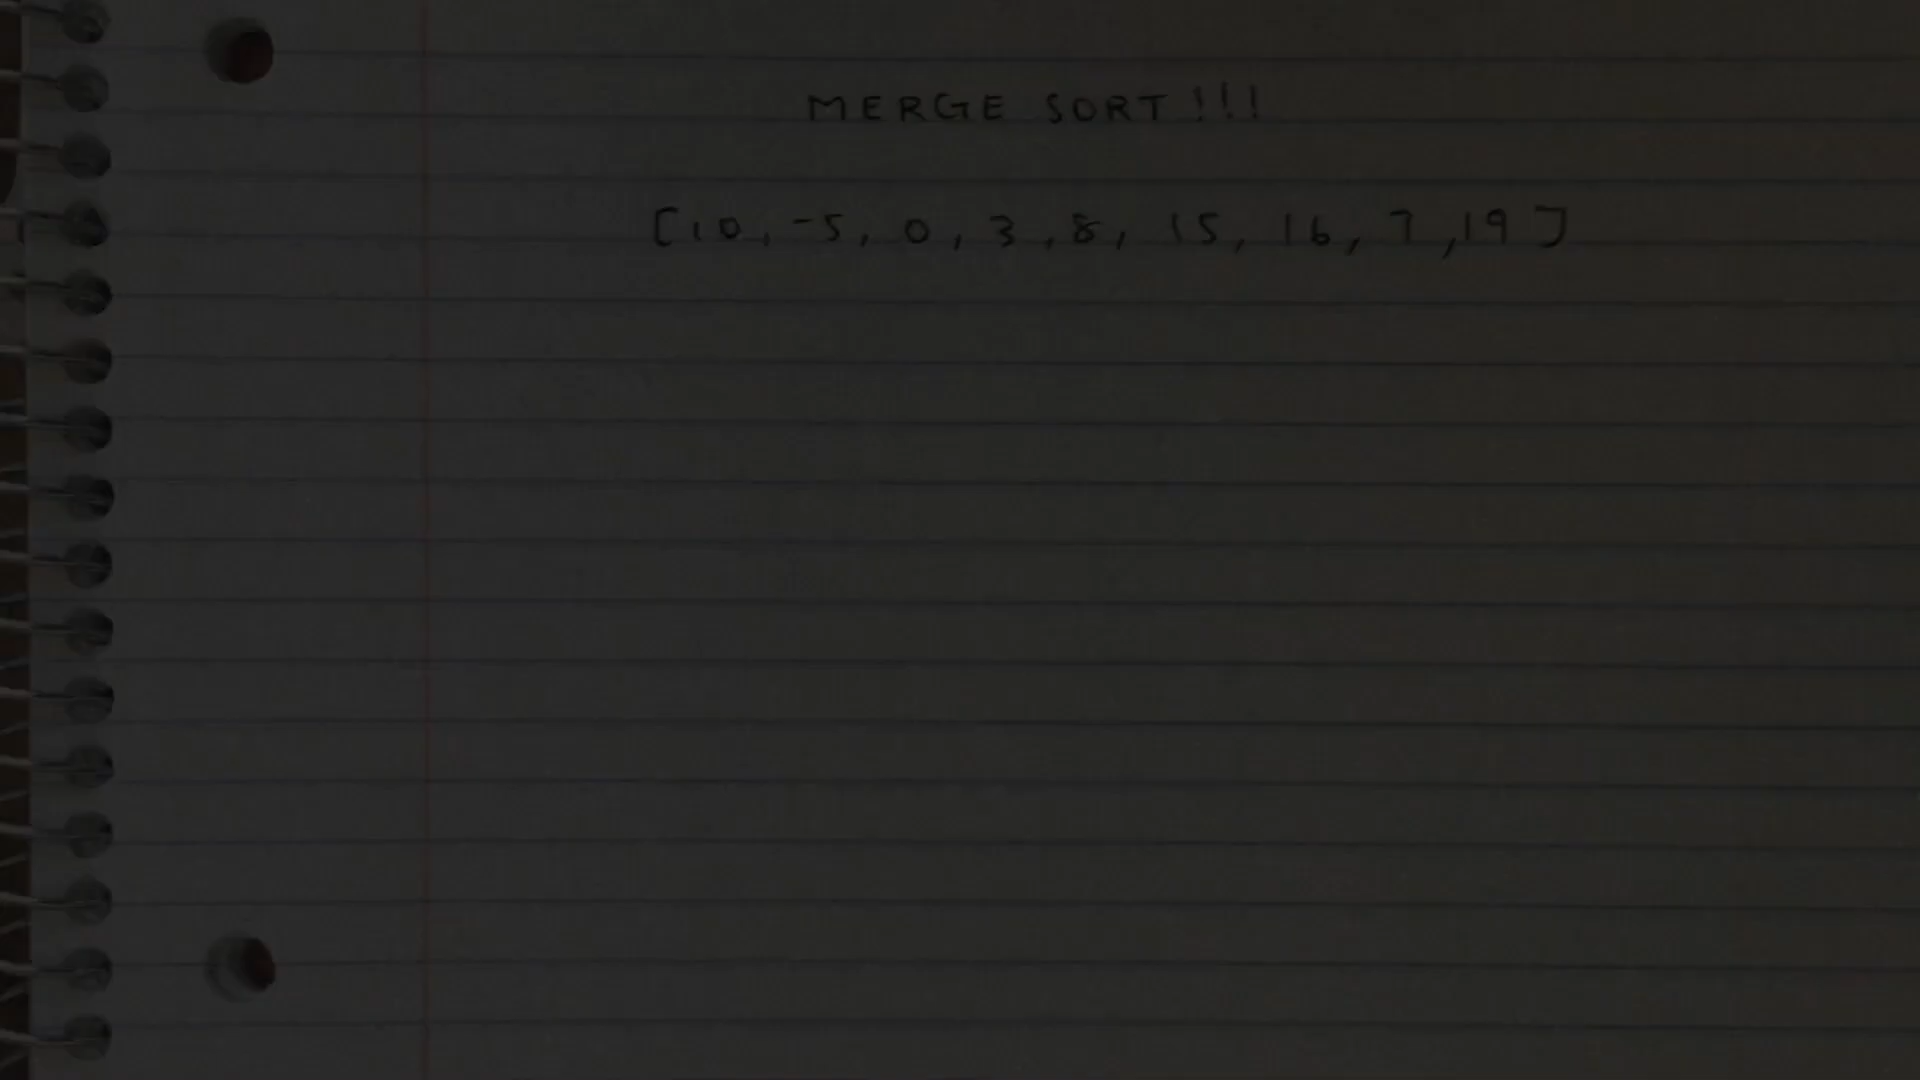 MERGE SORT!!!
[10, -5, 0, 3, 8, 15, 16, 7, 19]